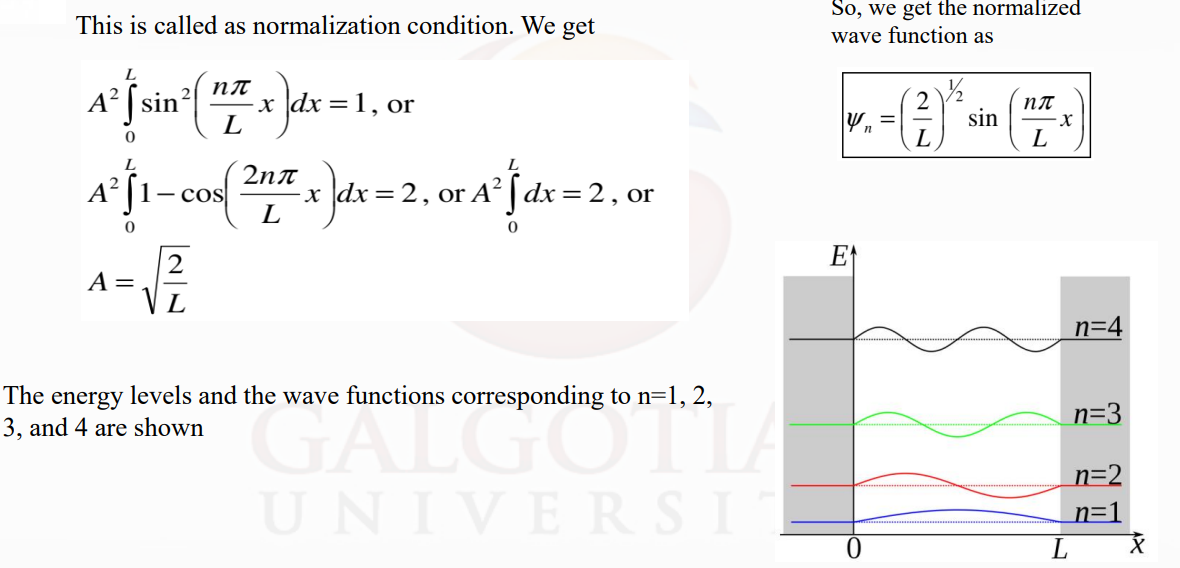 This is called as normalization condition. We get
A² ∫₀ᴸ sin²(nπ/L x)dx = 1, or
A² ∫₀ᴸ 1 − cos(2nπ/L x)dx = 2, or A² ∫₀ᴸ dx = 2, or
A = √(2/L)
The energy levels and the wave functions corresponding to n=1, 2,
3, and 4 are shown
So, we get the normalized
wave function as
ψₙ = (2/L)^½ sin (nπ/L x)
E
n=4
n=3
n=2
n=1
0 L x
GALGOTIA
UNIVERSI